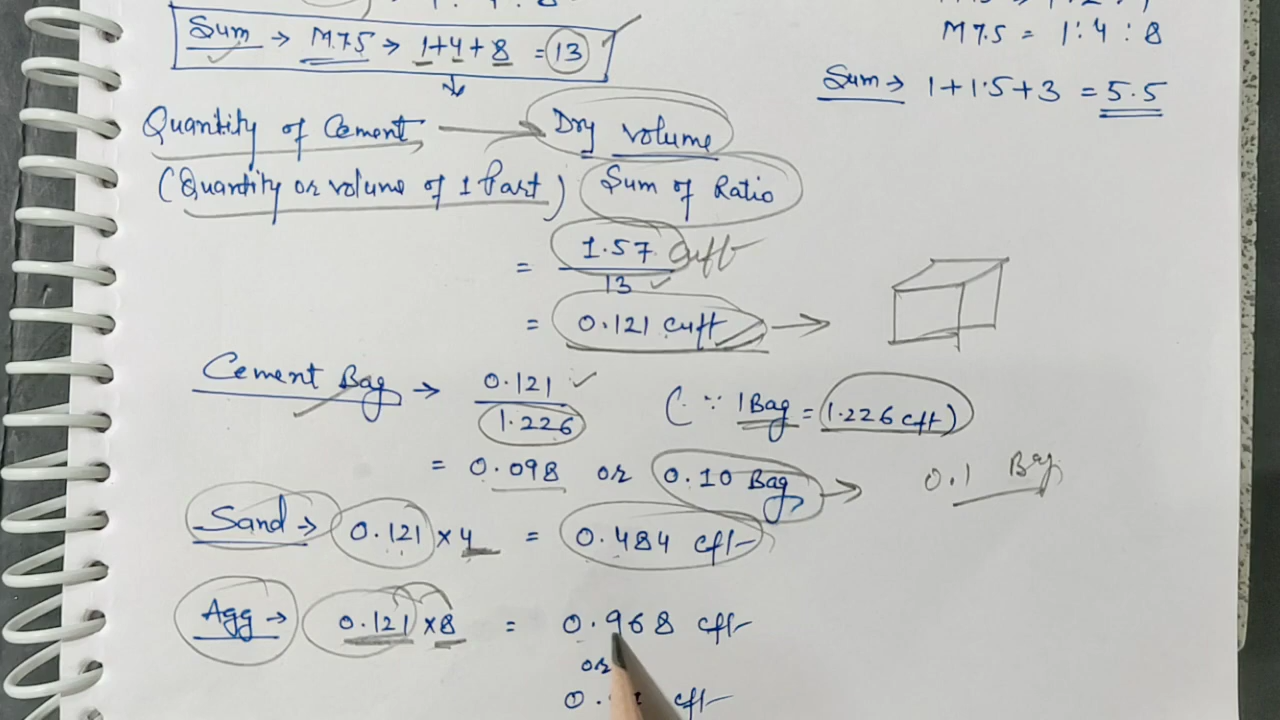 M 7.5 = 1 : 4 : 8
Sum → M7.5 → 1+4+8 = 13
Sum → 1+1.5+3 = 5.5
Quantity of Cement → Dry volume
(Quantity or volume of 1 Part) Sum of Ratio
= 1.57 cuft
13
= 0.121 cuft →
Cement Bag → 0.121
1.226
(∵ 1Bag = 1.226 cft)
= 0.098 or 0.10 Bag → 0.1 Bag
Sand → 0.121 × 4 = 0.484 cft
Agg → 0.121 × 8 = 0.968 cft
or
cft